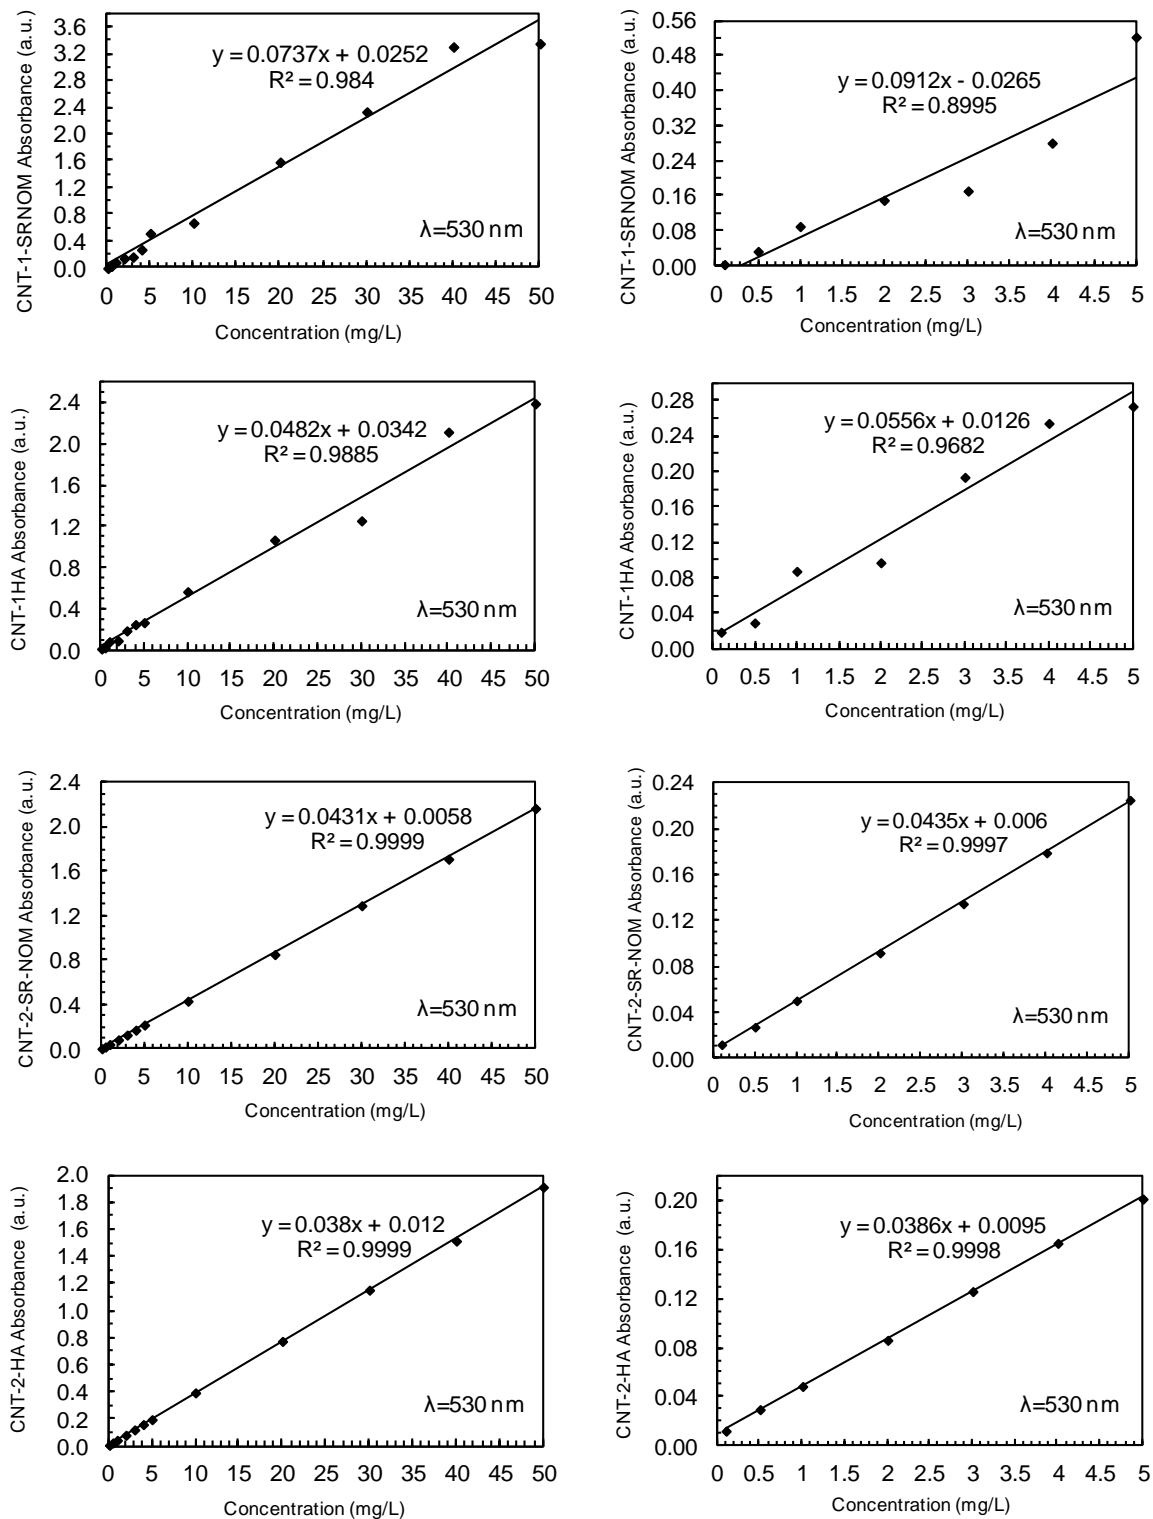 CNT-1-SRNOM Absorbance (a.u.)
3.6
3.2
2.8
2.4
2.0
1.6
1.2
0.8
0.4
0.0
y = 0.0737x + 0.0252
R² = 0.984
λ=530 nm
0 5 10 15 20 25 30 35 40 45 50
Concentration (mg/L)
CNT-1-SRNOM Absorbance (a.u.)
0.56
0.48
0.40
0.32
0.24
0.16
0.08
0.00
y = 0.0912x - 0.0265
R² = 0.8995
λ=530 nm
0 0.5 1 1.5 2 2.5 3 3.5 4 4.5 5
Concentration (mg/L)
CNT-1HA Absorbance (a.u.)
2.4
2.0
1.6
1.2
0.8
0.4
0.0
y = 0.0482x + 0.0342
R² = 0.9885
λ=530 nm
0 5 10 15 20 25 30 35 40 45 50
Concentration (mg/L)
CNT-1HA Absorbance (a.u.)
0.28
0.24
0.20
0.16
0.12
0.08
0.04
0.00
y = 0.0556x + 0.0126
R² = 0.9682
λ=530 nm
0 0.5 1 1.5 2 2.5 3 3.5 4 4.5 5
Concentration (mg/L)
CNT-2-SR-NOM Absorbance (a.u.)
2.4
2.0
1.6
1.2
0.8
0.4
0.0
y = 0.0431x + 0.0058
R² = 0.9999
λ=530 nm
0 5 10 15 20 25 30 35 40 45 50
Concentration (mg/L)
CNT-2-SR-NOM Absorbance (a.u.)
0.24
0.20
0.16
0.12
0.08
0.04
0.00
y = 0.0435x + 0.006
R² = 0.9997
λ=530 nm
0 0.5 1 1.5 2 2.5 3 3.5 4 4.5 5
Concentration (mg/L)
CNT-2-HA Absorbance (a.u.)
2.0
1.8
1.6
1.4
1.2
1.0
0.8
0.6
0.4
0.2
0.0
y = 0.038x + 0.012
R² = 0.9999
λ=530 nm
0 5 10 15 20 25 30 35 40 45 50
Concentration (mg/L)
CNT-2-HA Absorbance (a.u.)
0.20
0.16
0.12
0.08
0.04
0.00
y = 0.0386x + 0.0095
R² = 0.9998
λ=530 nm
0 0.5 1 1.5 2 2.5 3 3.5 4 4.5 5
Concentration (mg/L)